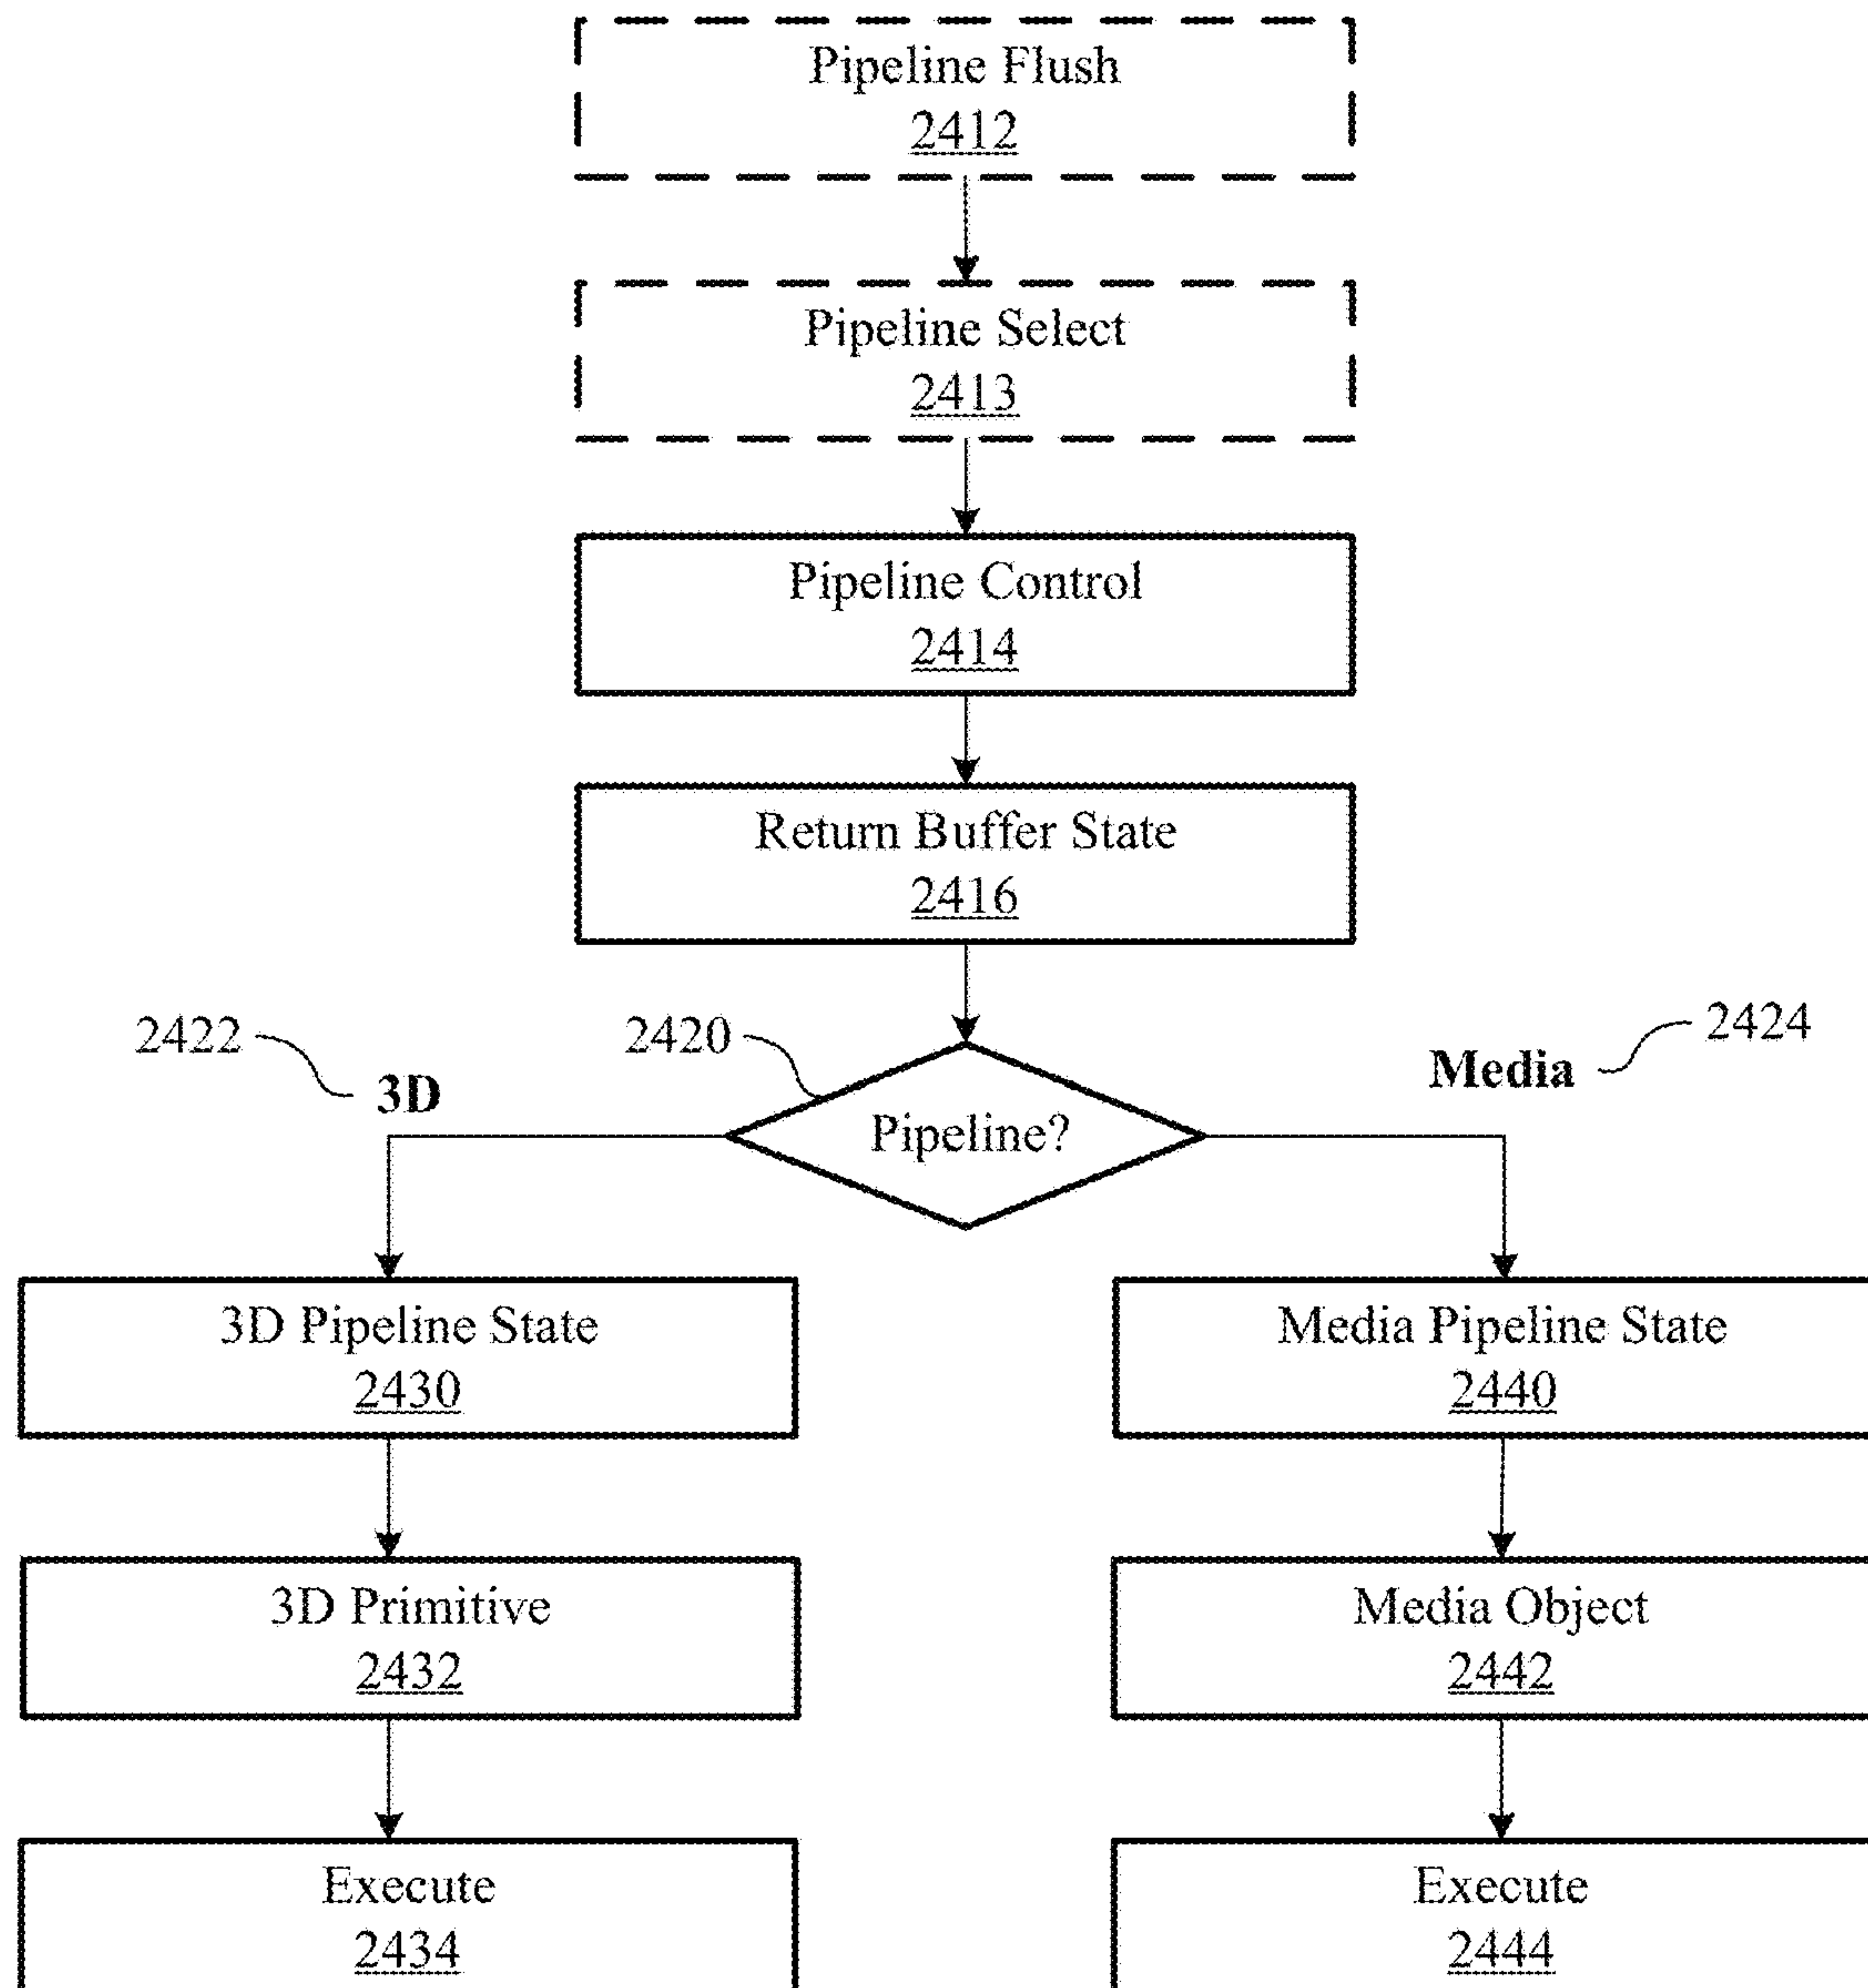 Pipeline Flush
2412
Pipeline Select
2413
Pipeline Control
2414
Return Buffer State
2416
2422
2420
2424
3D
Media
Pipeline?
3D Pipeline State
2430
Media Pipeline State
2440
3D Primitive
2432
Media Object
2442
Execute
2434
Execute
2444